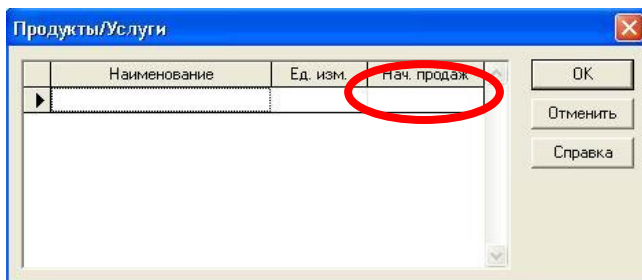 Продукты/Услуги
Наименование Ед. изм. Нач. продаж
OK
Отменить
Справка